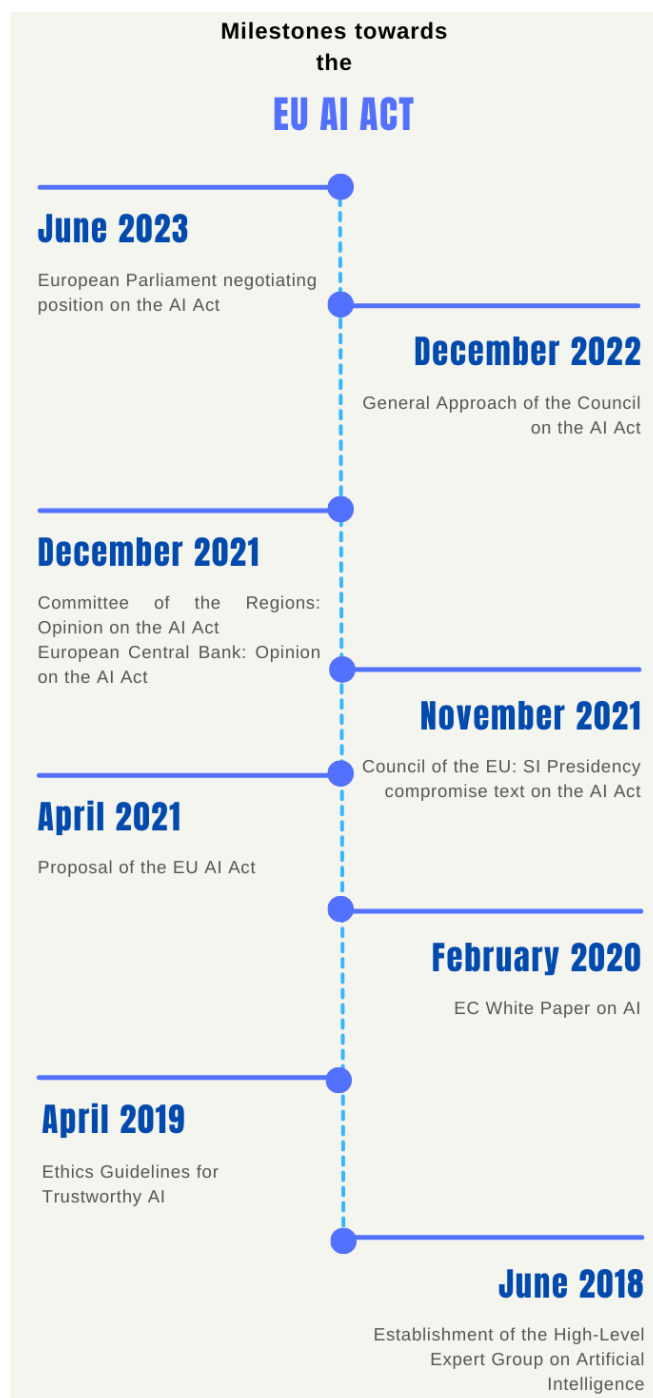 Milestones towards
the
EU AI ACT
June 2023
European Parliament negotiating
position on the AI Act
December 2022
General Approach of the Council
on the AI Act
December 2021
Committee of the Regions:
Opinion on the AI Act
European Central Bank: Opinion
on the AI Act
November 2021
Council of the EU: SI Presidency
compromise text on the AI Act
April 2021
Proposal of the EU AI Act
February 2020
EC White Paper on AI
April 2019
Ethics Guidelines for
Trustworthy AI
June 2018
Establishment of the High-Level
Expert Group on Artificial
Intelligence